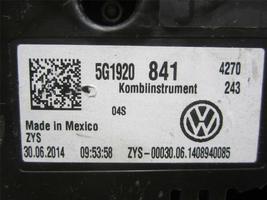 5G1920 841 4270
Kombiinstrument 243
04S
Made in Mexico
ZYS
30.06.2014 09:53:58 ZYS-00030.06.1408940085